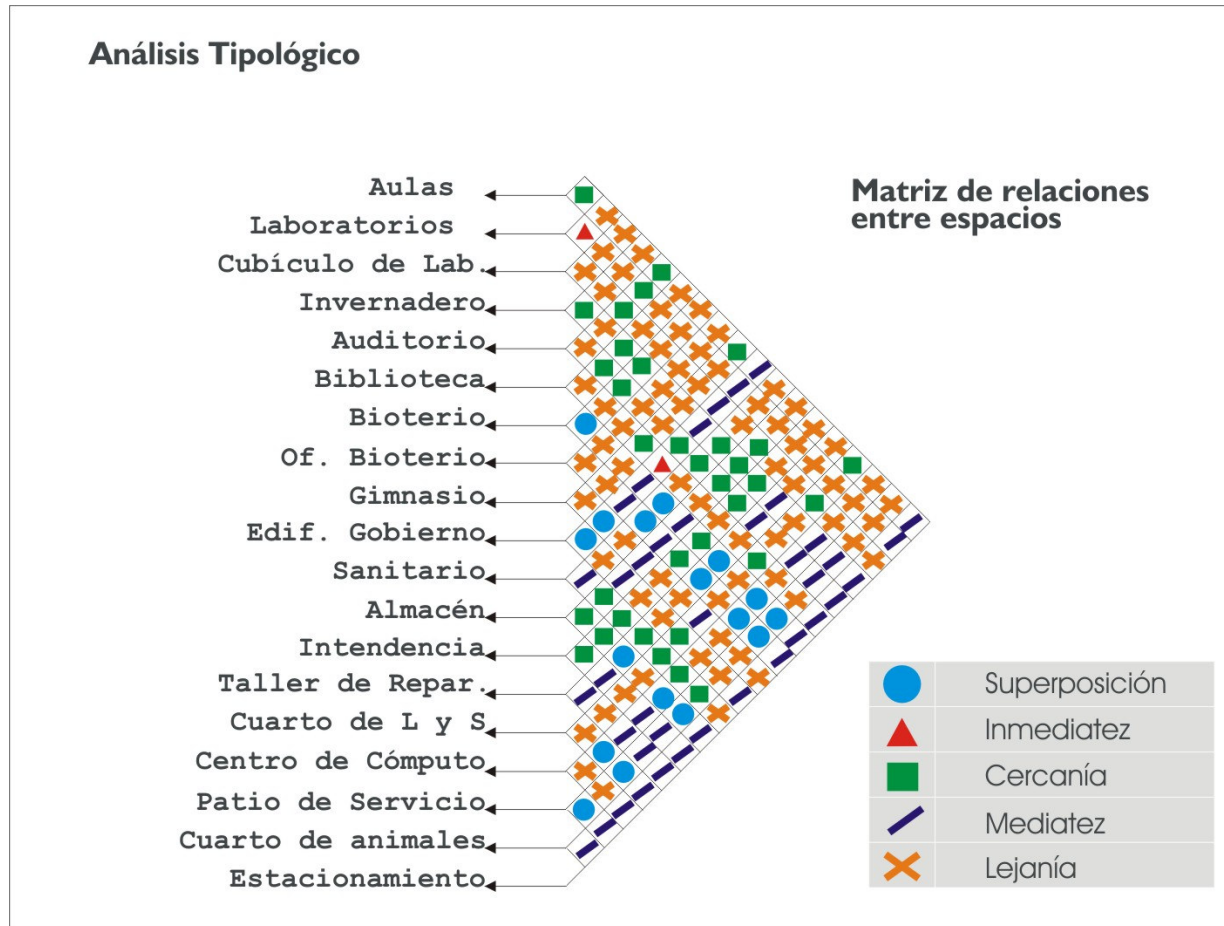 Análisis Tipológico
Matriz de relaciones
entre espacios
Aulas
Laboratorios
Cubículo de Lab.
Invernadero
Auditorio
Biblioteca
Bioterio
Of. Bioterio
Gimnasio
Edif. Gobierno
Sanitario
Almacén
Intendencia
Taller de Repar.
Cuarto de L y S
Centro de Cómputo
Patio de Servicio
Cuarto de animales
Estacionamiento
Superposición
Inmediatez
Cercanía
Mediatez
Lejanía